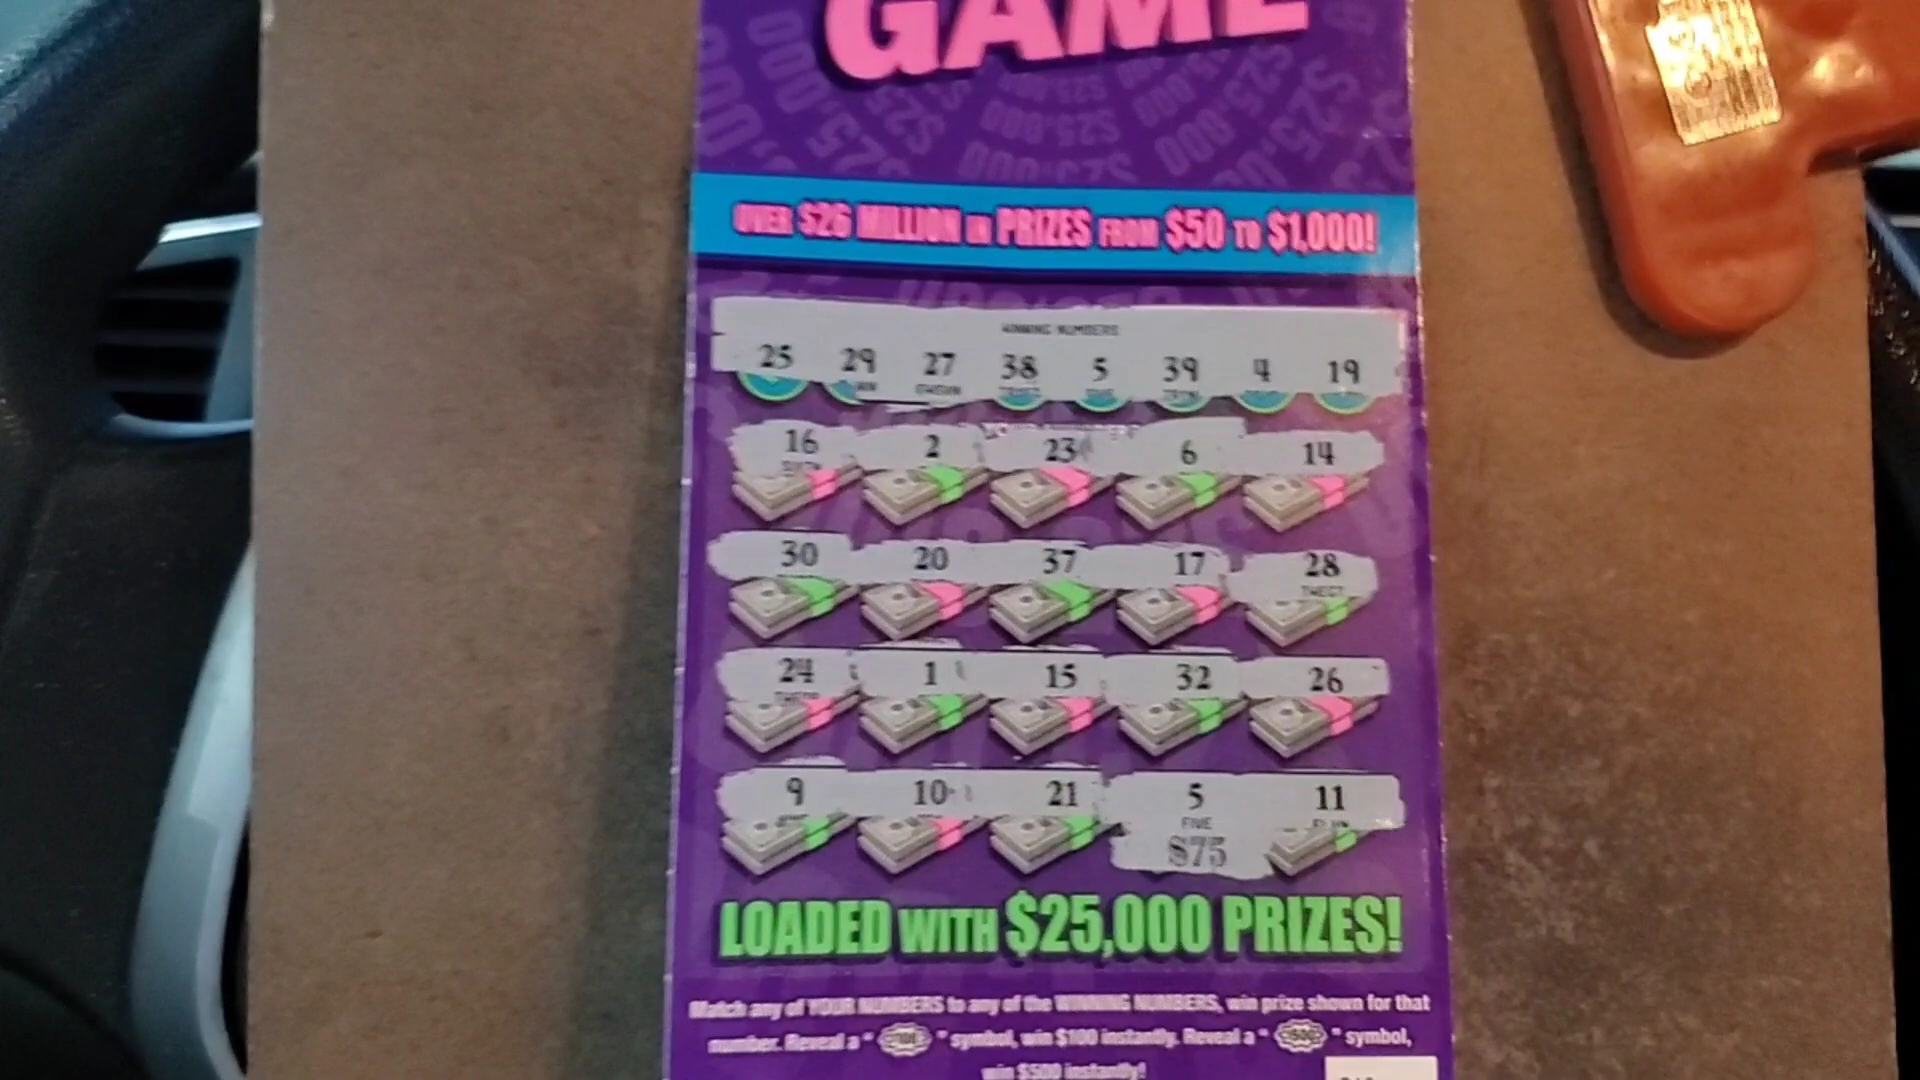 GAME
OVER $26 MILLION IN PRIZES FROM $50 TO $1,000!
WINNING NUMBERS
25 29 27 38 5 39 4 19
16 2 23 6 14
30 20 37 17 28
24 1 15 32 26
9 10 21 5 11
FIVE
$75
LOADED WITH $25,000 PRIZES!
Match any of YOUR NUMBERS to any of the WINNING NUMBERS, win prize shown for that
number. Reveal a " " symbol, win $100 instantly. Reveal a " " symbol,
win $500 instantly!